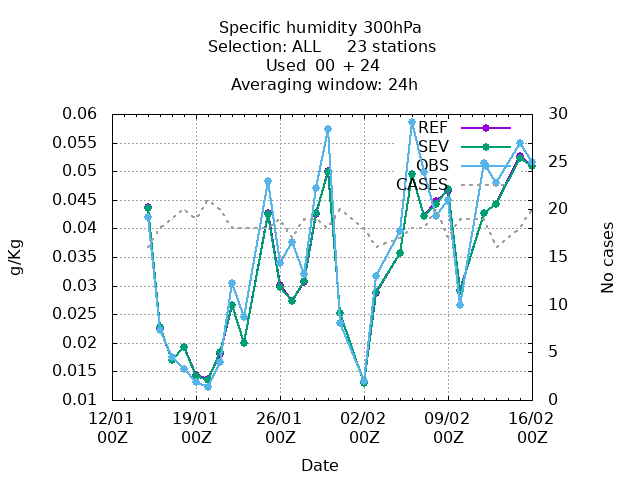 Specific humidity 300hPa
Selection: ALL 23 stations
Used 00 + 24
Averaging window: 24h
0.06
0.055
0.05
0.045
0.04
0.035
0.03
0.025
0.02
0.015
0.01
g/Kg
30
25
20
15
10
5
0
No cases
REF
SEV
OBS
CASES
12/01 19/01 26/01 02/02 09/02 16/02
00Z 00Z 00Z 00Z 00Z 00Z
Date